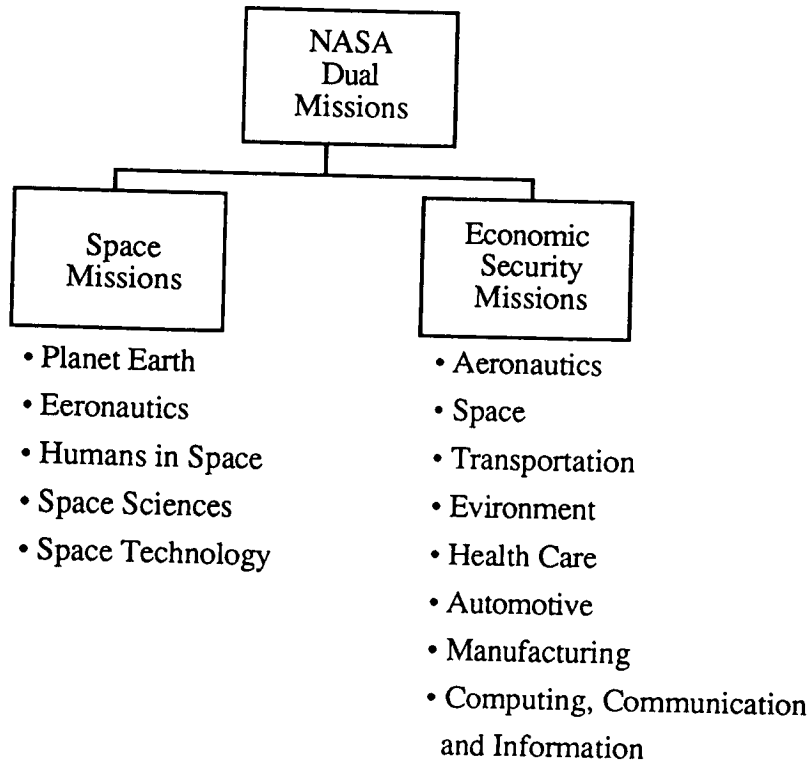 NASA
Dual
Missions
Space
Missions
• Planet Earth
• Eeronautics
• Humans in Space
• Space Sciences
• Space Technology
Economic
Security
Missions
• Aeronautics
• Space
• Transportation
• Evironment
• Health Care
• Automotive
• Manufacturing
• Computing, Communication
and Information